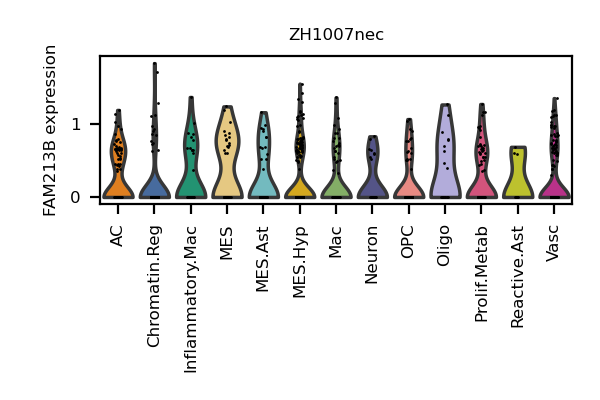 ZH1007nec
FAM213B expression
1
0
AC
Chromatin.Reg
Inflammatory.Mac
MES
MES.Ast
MES.Hyp
Mac
Neuron
OPC
Oligo
Prolif.Metab
Reactive.Ast
Vasc